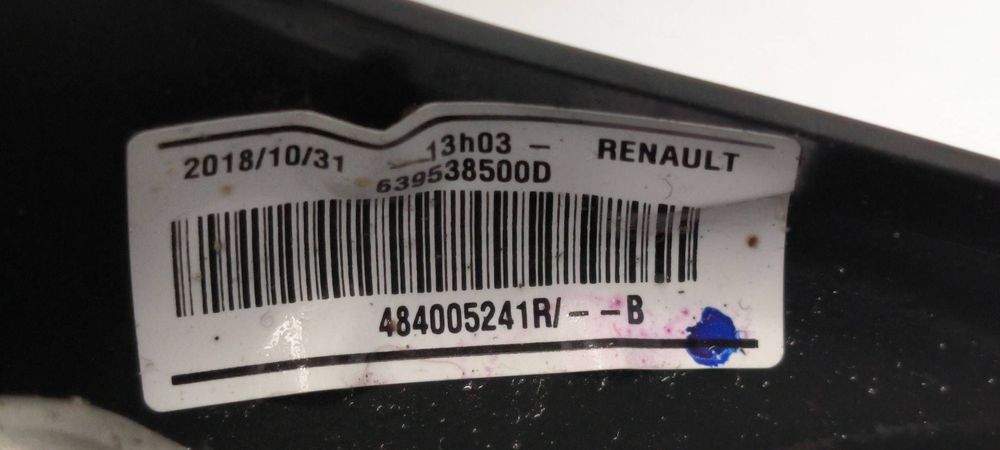 2018/10/31 13h03 - RENAULT
639538500D
484005241R/--B